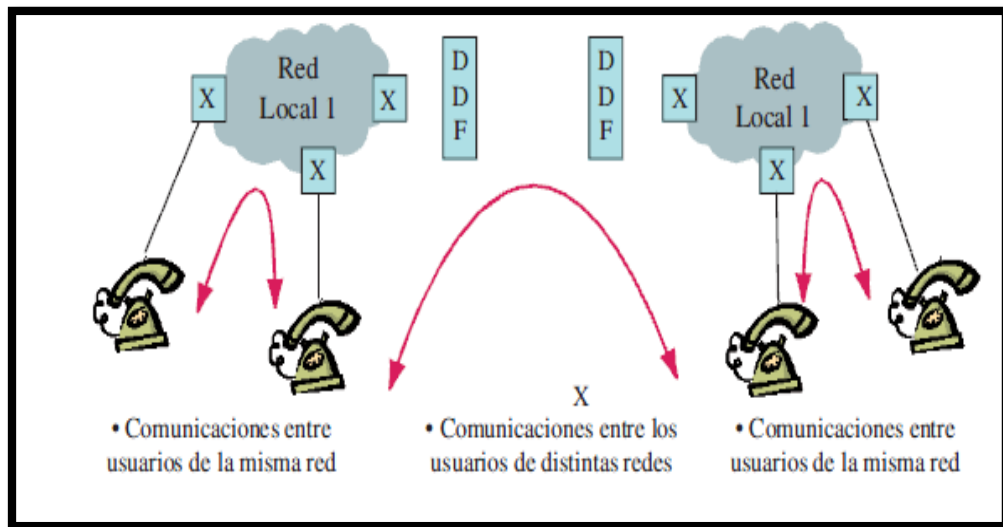 Red
Local 1
X
X
X
D
D
F
D
D
F
Red
Local 1
X
X
X
X
• Comunicaciones entre
usuarios de la misma red
• Comunicaciones entre los
usuarios de distintas redes
• Comunicaciones entre
usuarios de la misma red